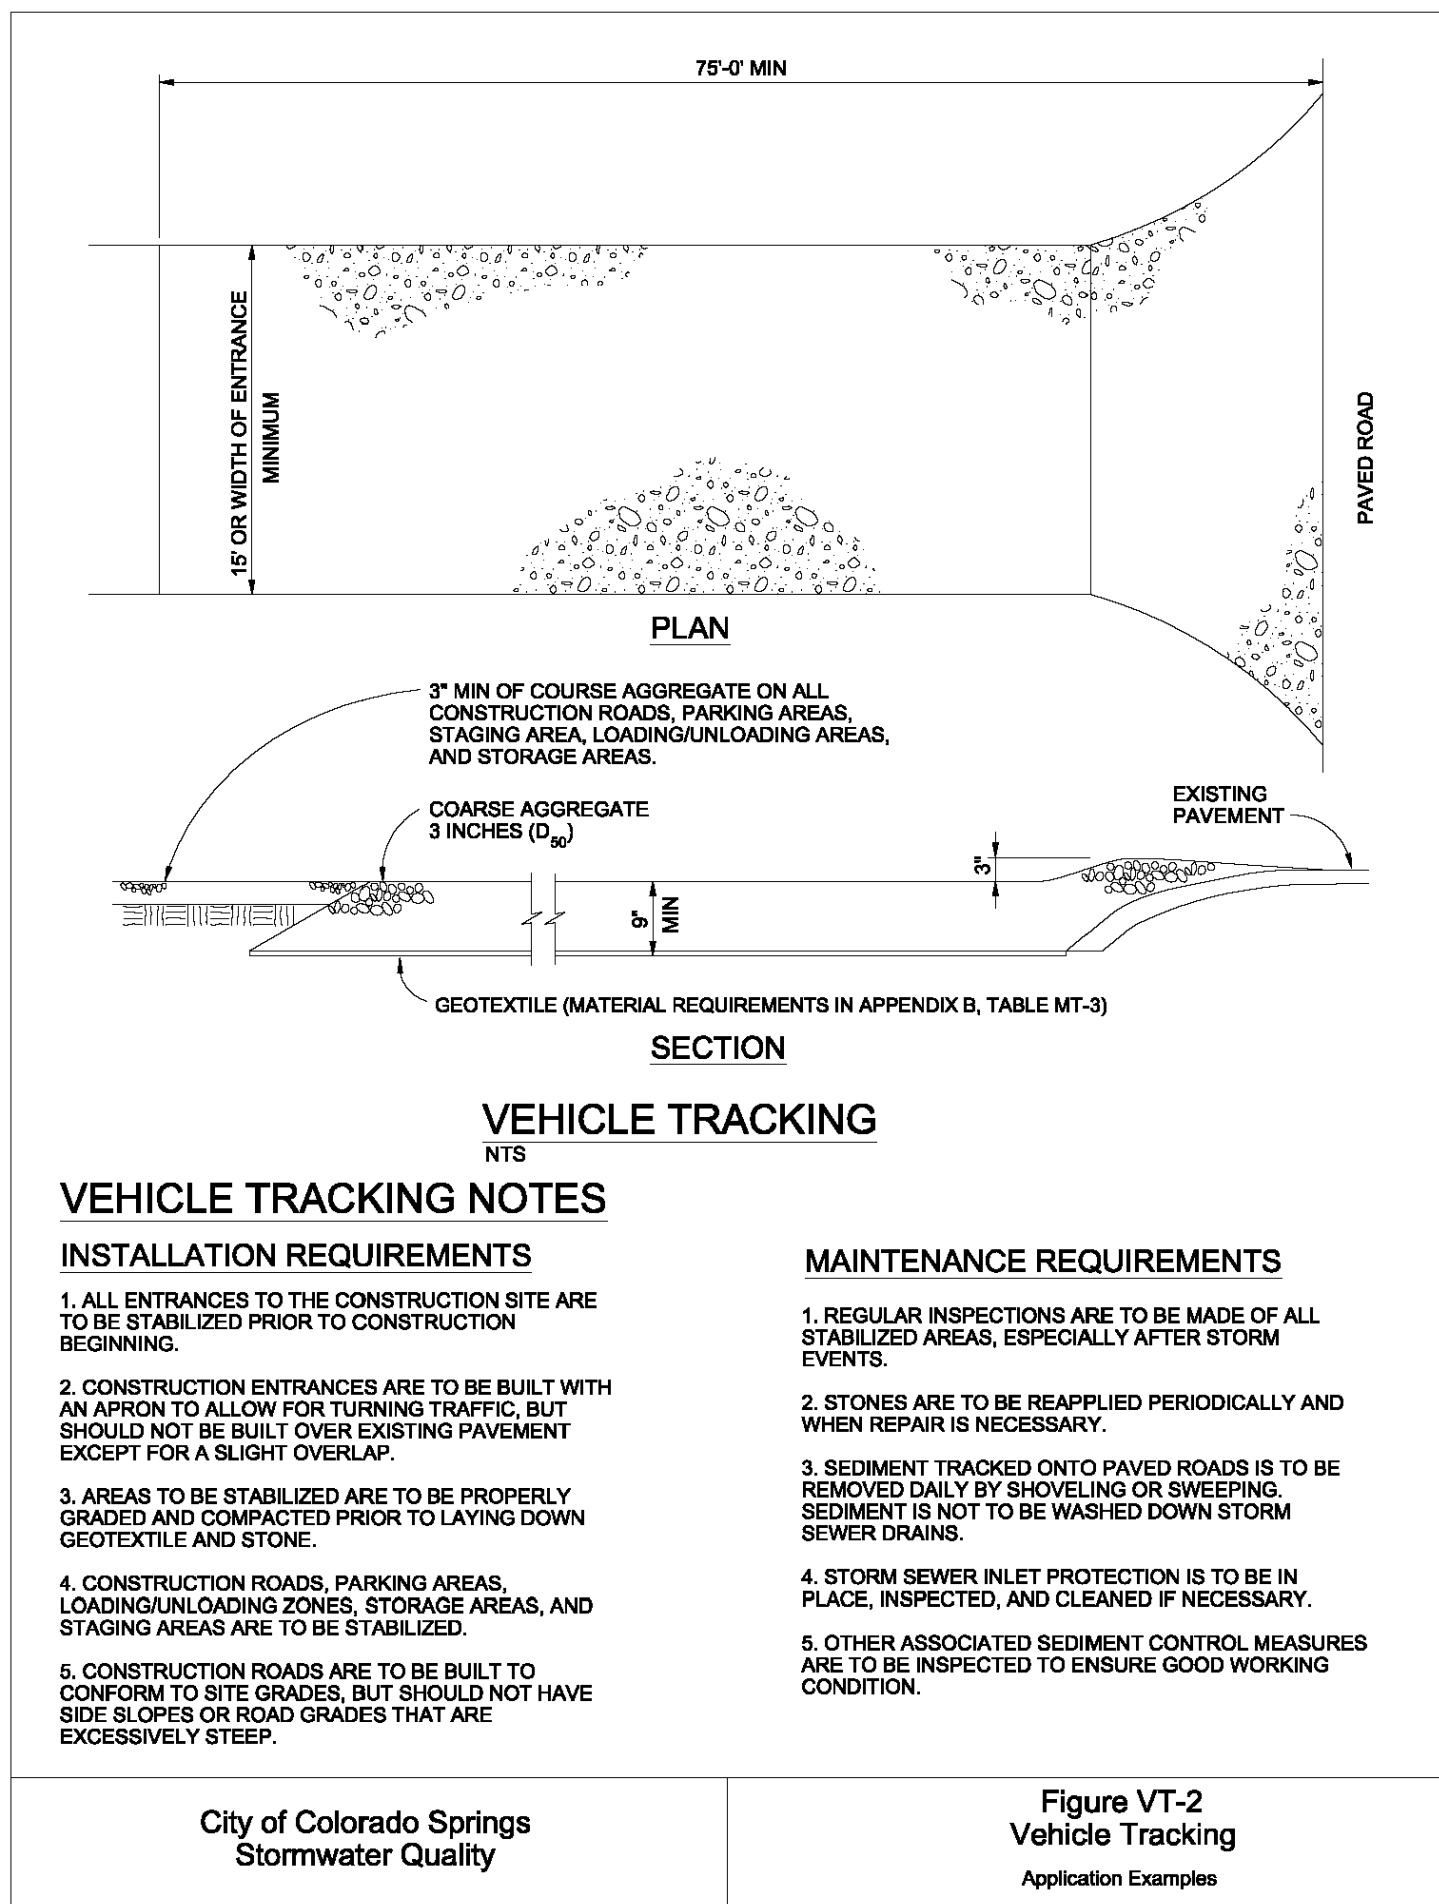 75'-0' MIN
15' OR WIDTH OF ENTRANCE
MINIMUM
PAVED ROAD
PLAN
3" MIN OF COURSE AGGREGATE ON ALL
CONSTRUCTION ROADS, PARKING AREAS,
STAGING AREA, LOADING/UNLOADING AREAS,
AND STORAGE AREAS.
COARSE AGGREGATE
3 INCHES (D50)
EXISTING
PAVEMENT
3"
9"
MIN
GEOTEXTILE (MATERIAL REQUIREMENTS IN APPENDIX B, TABLE MT-3)
SECTION
VEHICLE TRACKING
NTS
VEHICLE TRACKING NOTES
INSTALLATION REQUIREMENTS
1. ALL ENTRANCES TO THE CONSTRUCTION SITE ARE
TO BE STABILIZED PRIOR TO CONSTRUCTION
BEGINNING.
2. CONSTRUCTION ENTRANCES ARE TO BE BUILT WITH
AN APRON TO ALLOW FOR TURNING TRAFFIC, BUT
SHOULD NOT BE BUILT OVER EXISTING PAVEMENT
EXCEPT FOR A SLIGHT OVERLAP.
3. AREAS TO BE STABILIZED ARE TO BE PROPERLY
GRADED AND COMPACTED PRIOR TO LAYING DOWN
GEOTEXTILE AND STONE.
4. CONSTRUCTION ROADS, PARKING AREAS,
LOADING/UNLOADING ZONES, STORAGE AREAS, AND
STAGING AREAS ARE TO BE STABILIZED.
5. CONSTRUCTION ROADS ARE TO BE BUILT TO
CONFORM TO SITE GRADES, BUT SHOULD NOT HAVE
SIDE SLOPES OR ROAD GRADES THAT ARE
EXCESSIVELY STEEP.
MAINTENANCE REQUIREMENTS
1. REGULAR INSPECTIONS ARE TO BE MADE OF ALL
STABILIZED AREAS, ESPECIALLY AFTER STORM
EVENTS.
2. STONES ARE TO BE REAPPLIED PERIODICALLY AND
WHEN REPAIR IS NECESSARY.
3. SEDIMENT TRACKED ONTO PAVED ROADS IS TO BE
REMOVED DAILY BY SHOVELING OR SWEEPING.
SEDIMENT IS NOT TO BE WASHED DOWN STORM
SEWER DRAINS.
4. STORM SEWER INLET PROTECTION IS TO BE IN
PLACE, INSPECTED, AND CLEANED IF NECESSARY.
5. OTHER ASSOCIATED SEDIMENT CONTROL MEASURES
ARE TO BE INSPECTED TO ENSURE GOOD WORKING
CONDITION.
City of Colorado Springs
Stormwater Quality
Figure VT-2
Vehicle Tracking
Application Examples